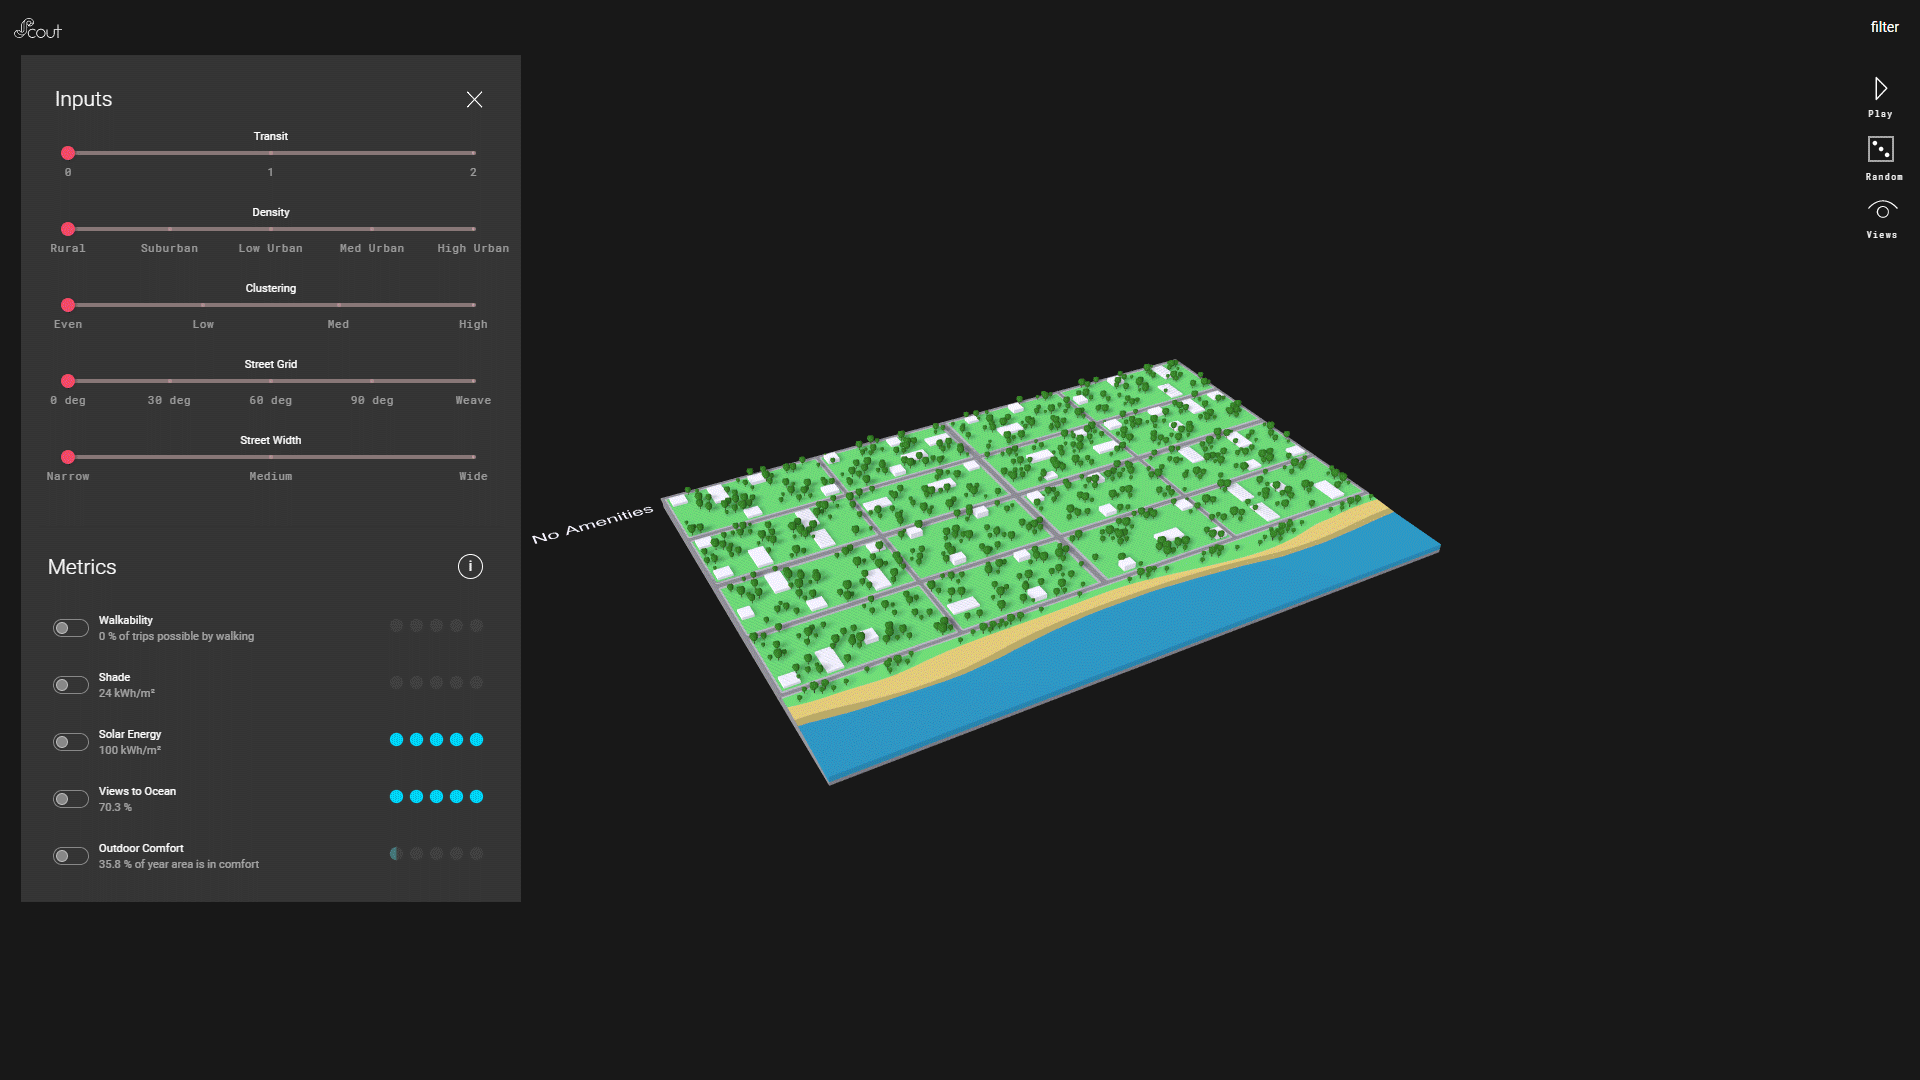 Scout
filter
Inputs
Transit
0 1 2
Density
Rural Suburban Low Urban Med Urban High Urban
Clustering
Even Low Med High
Street Grid
0 deg 30 deg 60 deg 90 deg Weave
Street Width
Narrow Medium Wide
Metrics
i
Walkability
0 % of trips possible by walking
Shade
24 kWh/m²
Solar Energy
100 kWh/m²
Views to Ocean
70.3 %
Outdoor Comfort
35.8 % of year area is in comfort
No Amenities
Play
Random
Views